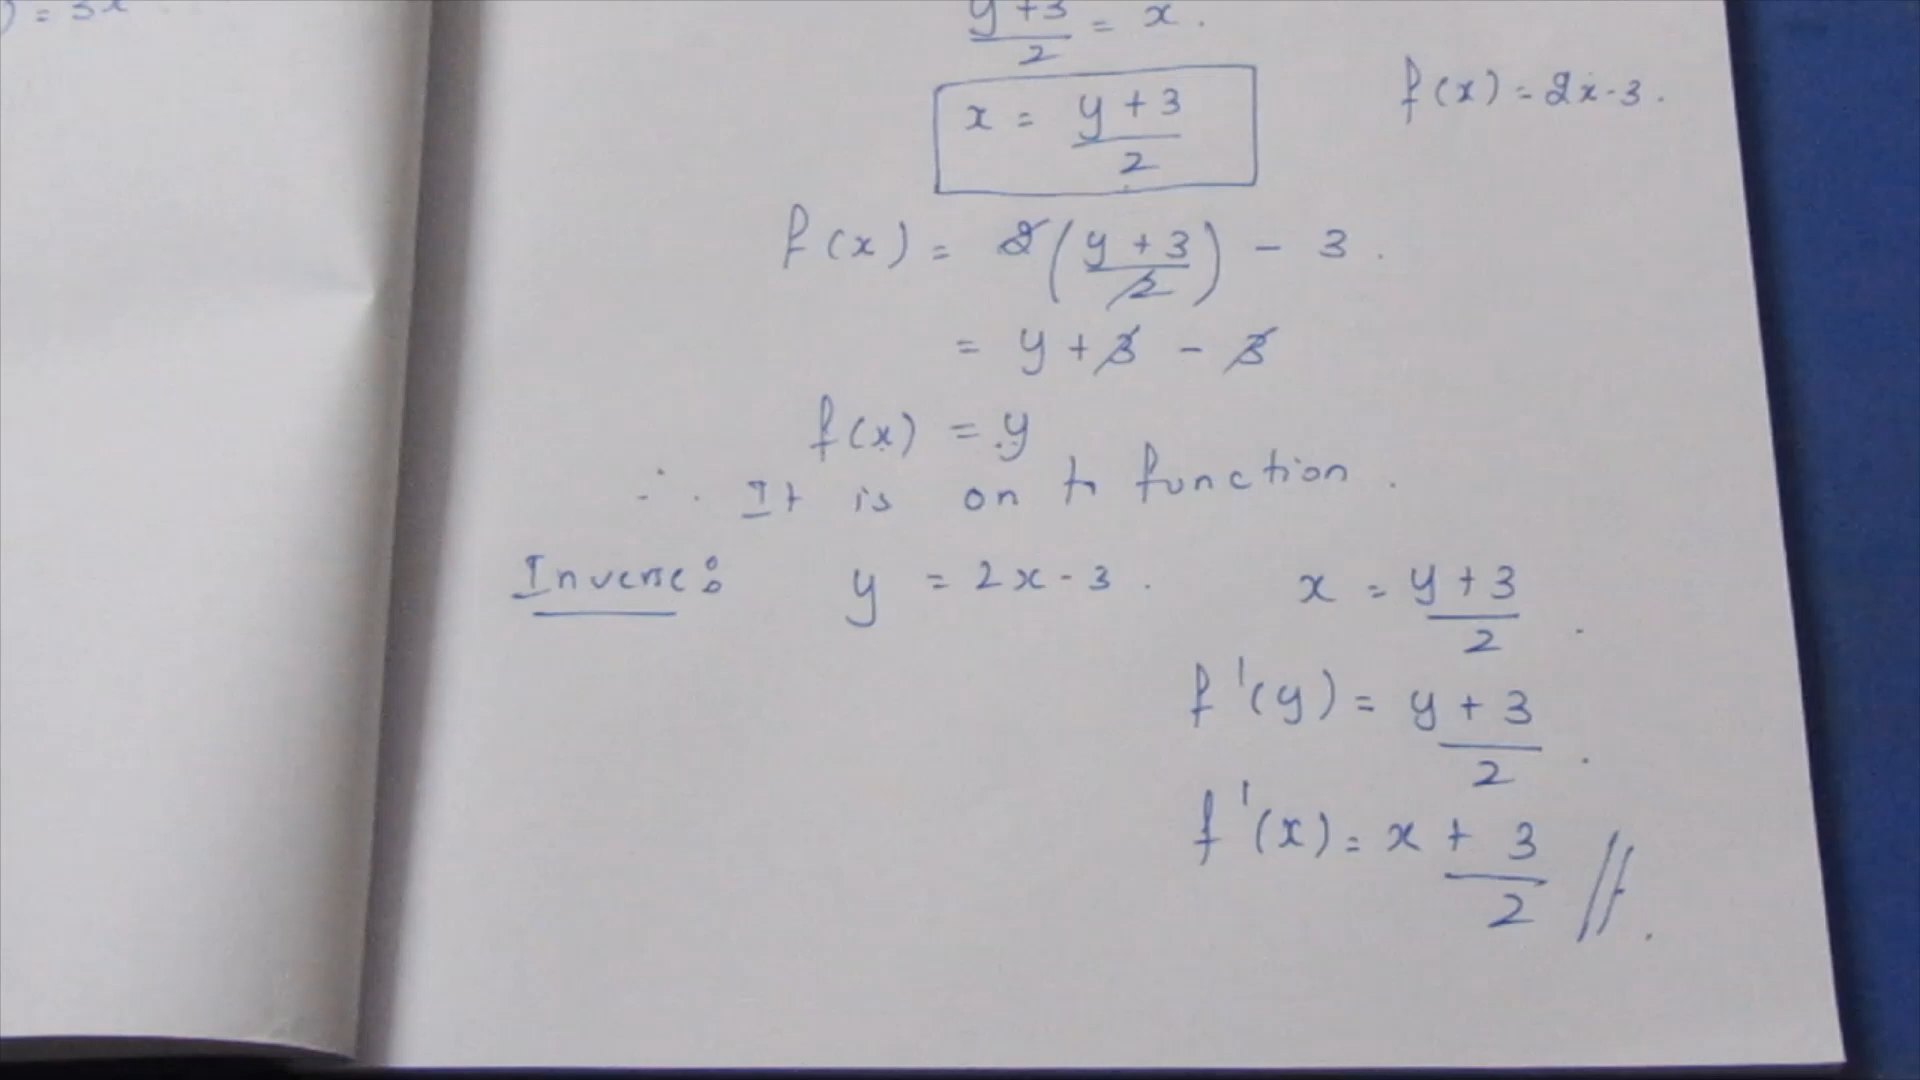 ) = 3x
y+3/2 = x.
x = y+3/2
f(x) = 2x-3.
f(x) = 2(y+3/2) - 3.
= y+3 - 3
f(x) = y
∴ It is on to function.
Inverse: y = 2x-3. x = y+3/2.
f'(y) = y+3/2.
f'(x) = x+3/2 //.